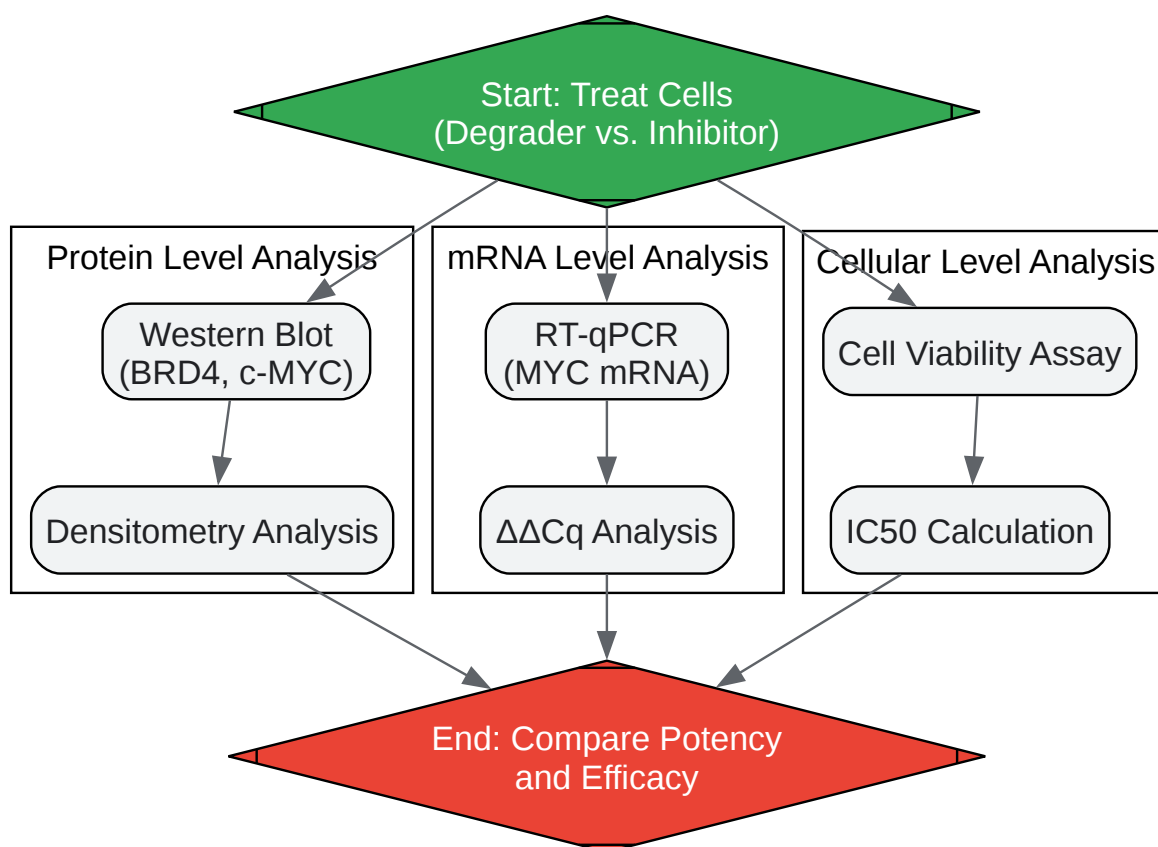 Start: Treat Cells
(Degrader vs. Inhibitor)
Protein Level Analysis
Western Blot
(BRD4, c-MYC)
Densitometry Analysis
mRNA Level Analysis
RT-qPCR
(MYC mRNA)
ΔΔCq Analysis
Cellular Level Analysis
Cell Viability Assay
IC50 Calculation
End: Compare Potency
and Efficacy